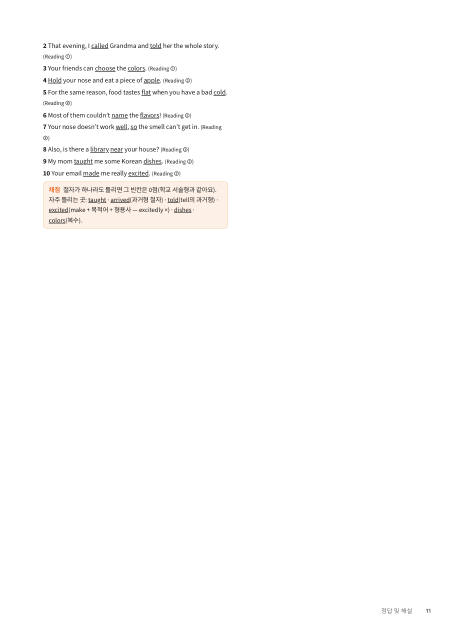 2 That evening, I called Grandma and told her the whole story.
(Reading ①)
3 Your friends can choose the colors. (Reading ①)
4 Hold your nose and eat a piece of apple. (Reading ②)
5 For the same reason, food tastes flat when you have a bad cold.
6 Most of them couldn't name the flavors! (Reading ②)
7 Your nose doesn't work well, so the smell can't get in. (Reading
8 Also, is there a library near your house? (Reading ③)
9 My mom taught me some Korean dishes. (Reading ③)
10 Your email made me really excited. (Reading ③)
채점 철자가 하나라도 틀리면 그 빈칸은 0점(학교 서술형과 같아요).
자주 틀리는 곳: taught · arrived(과거형 철자) · told(tell의 과거형) ·
excited(make + 목적어 + 형용사 — excitedly ×) · dishes ·
colors(복수).
정답 및 해설 11